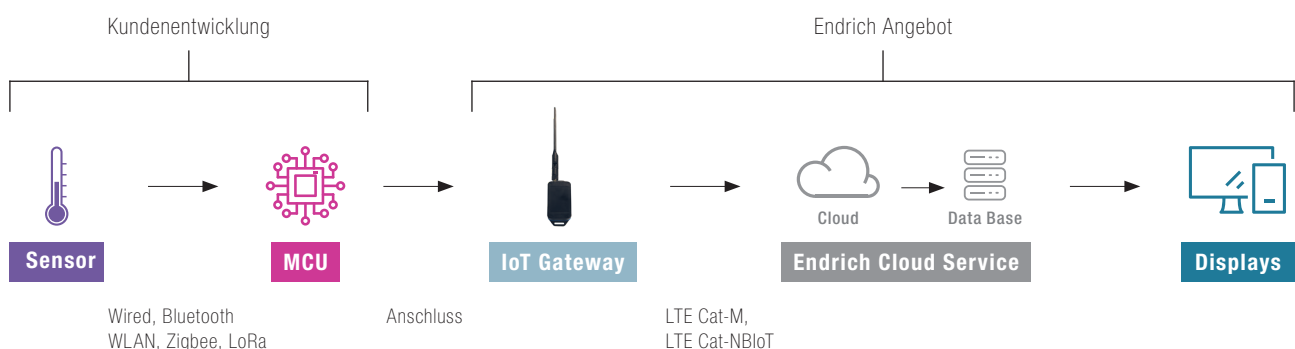 Kundenentwicklung
Endrich Angebot
Cloud
Data Base
Sensor
MCU
IoT Gateway
Endrich Cloud Service
Displays
Wired, Bluetooth
WLAN, Zigbee, LoRa
Anschluss
LTE Cat-M,
LTE Cat-NBIoT